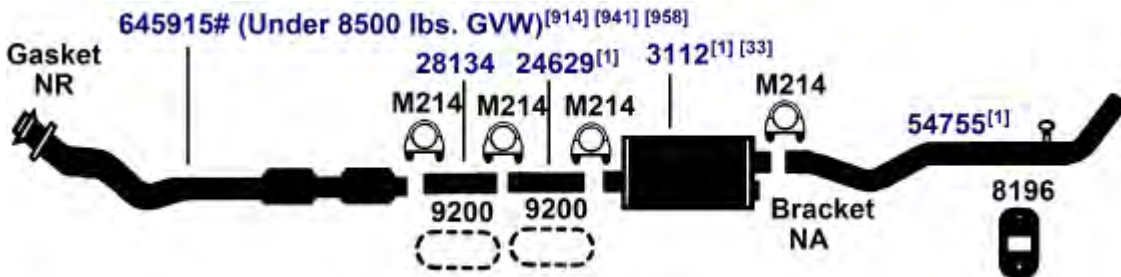 645915# (Under 8500 lbs. GVW)[914] [941] [958]
Gasket
NR
28134
24629[1]
3112[1] [33]
M214
M214
M214
M214
54755[1]
9200
9200
Bracket
NA
8196